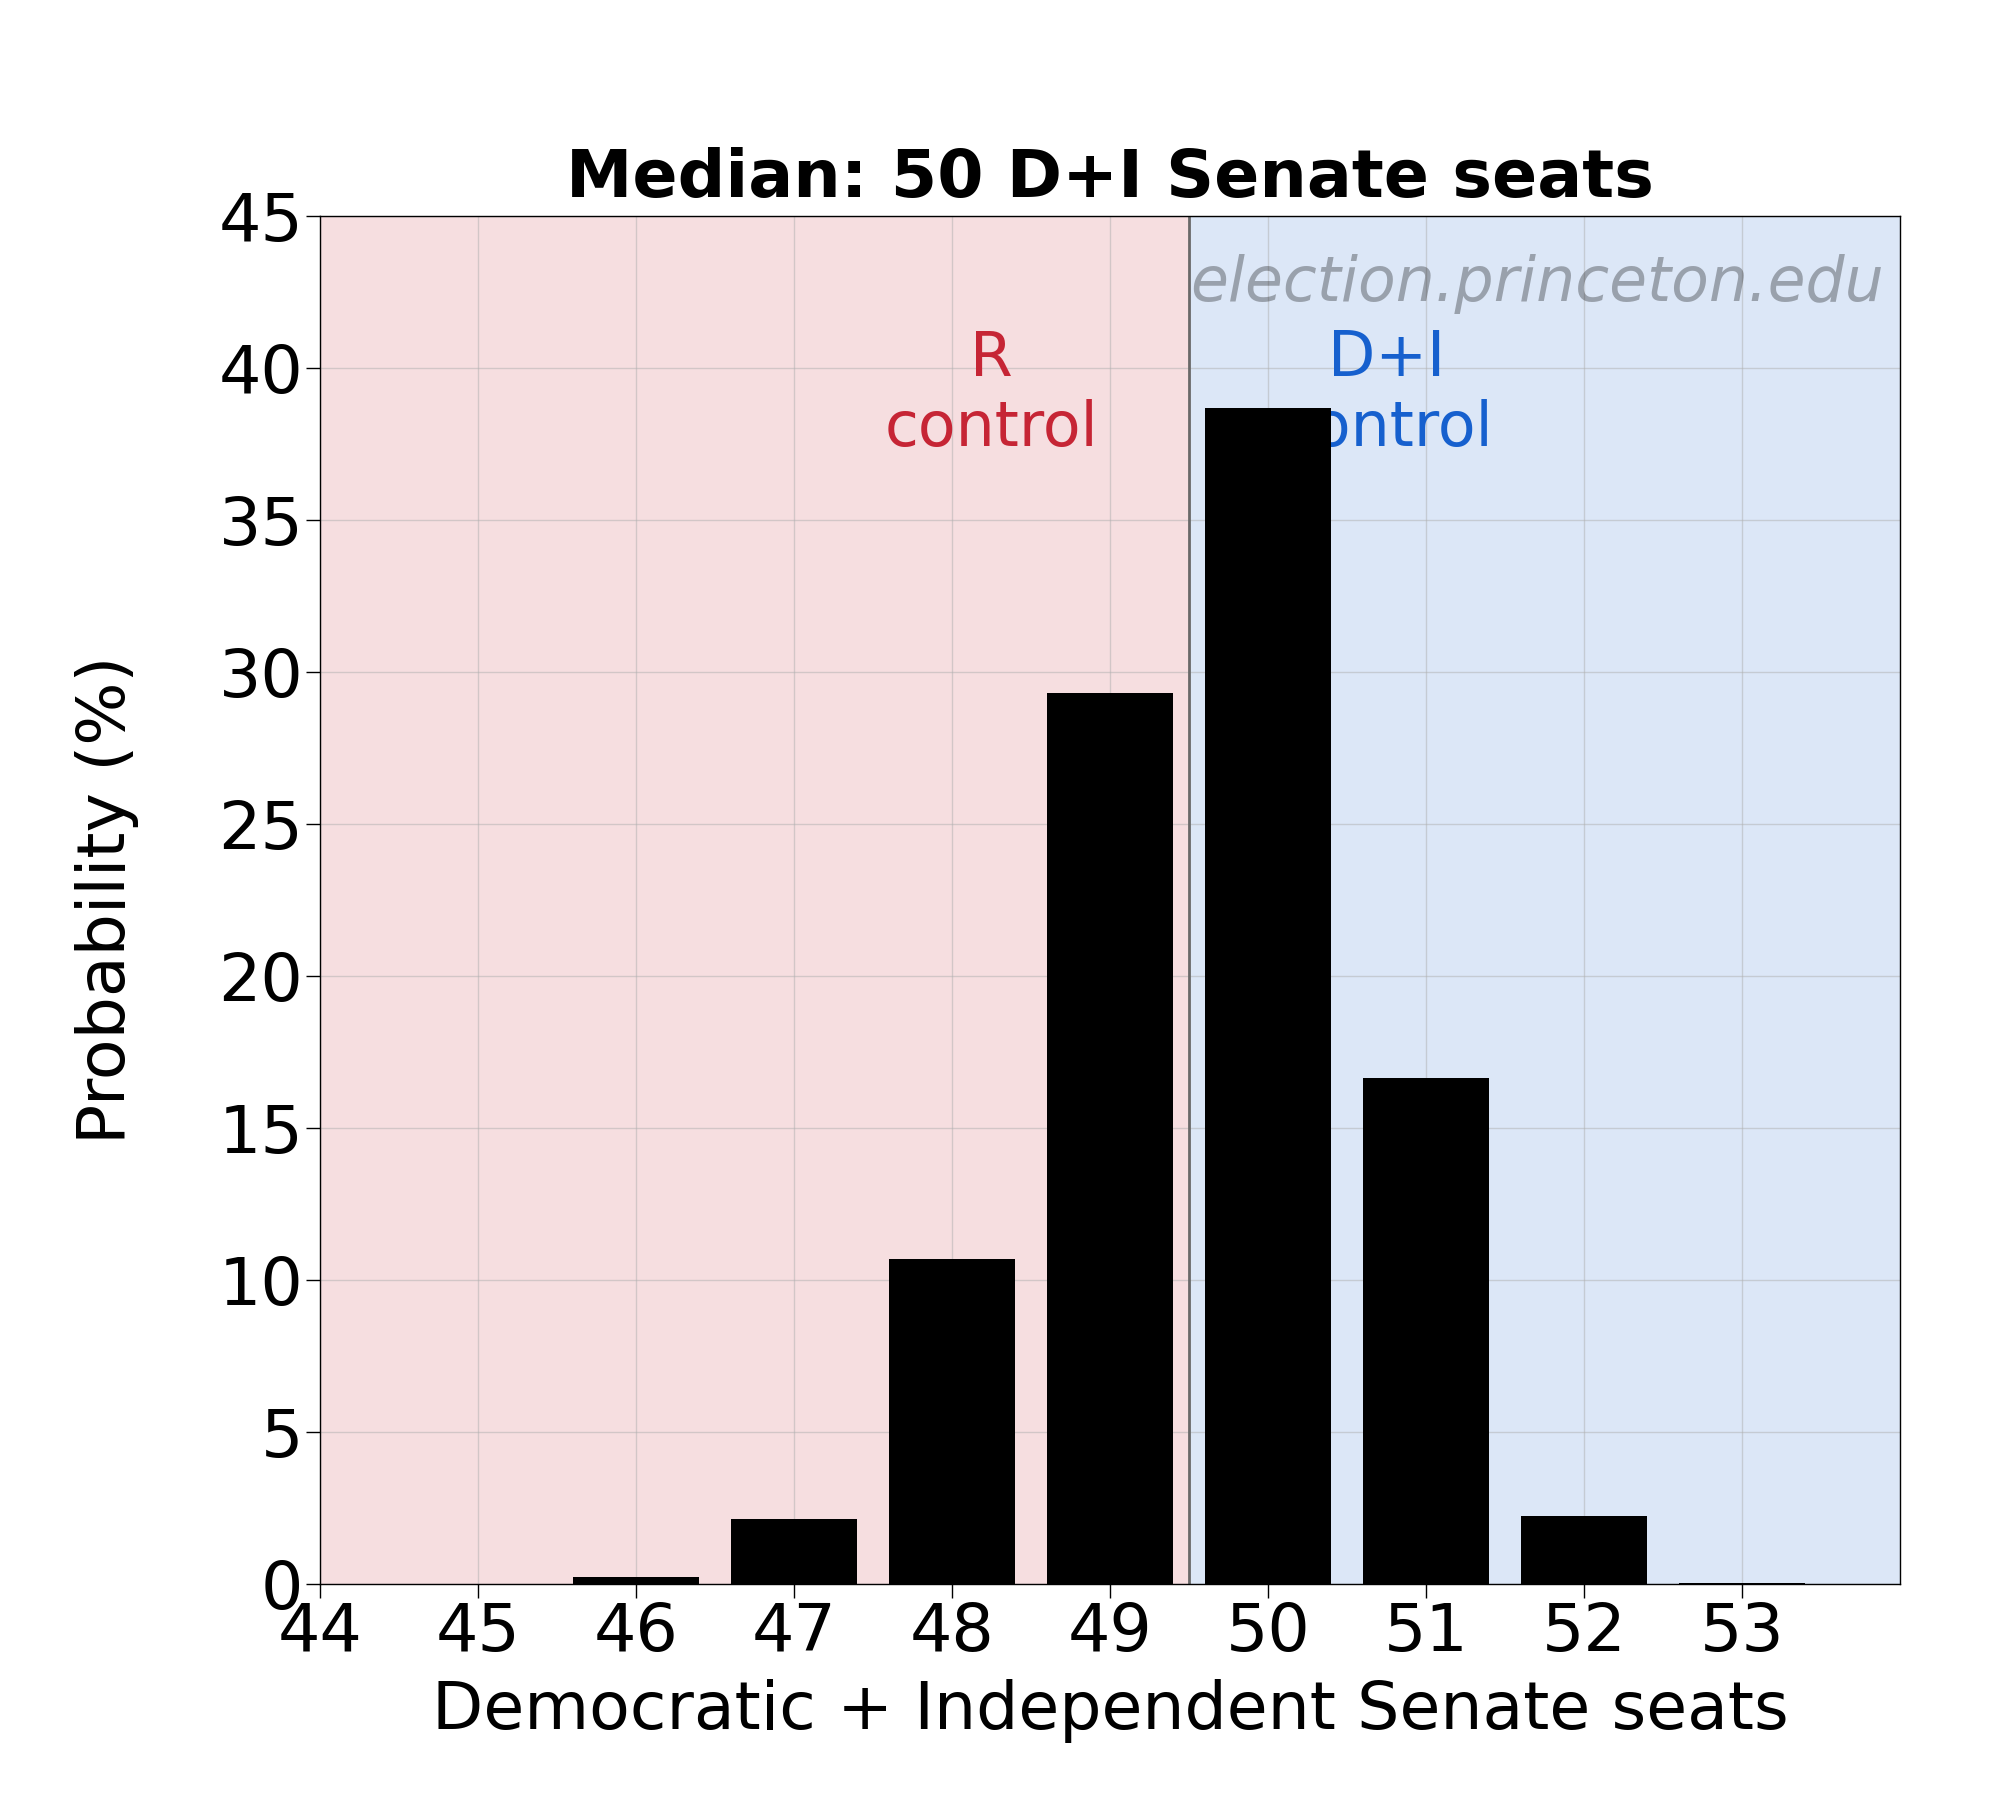 Median: 50 D+I Senate seats
election.princeton.edu
R
control
D+I
ontrol
45
40
35
30
25
20
15
10
5
0
Probability (%)
44 45 46 47 48 49 50 51 52 53
Democratic + Independent Senate seats